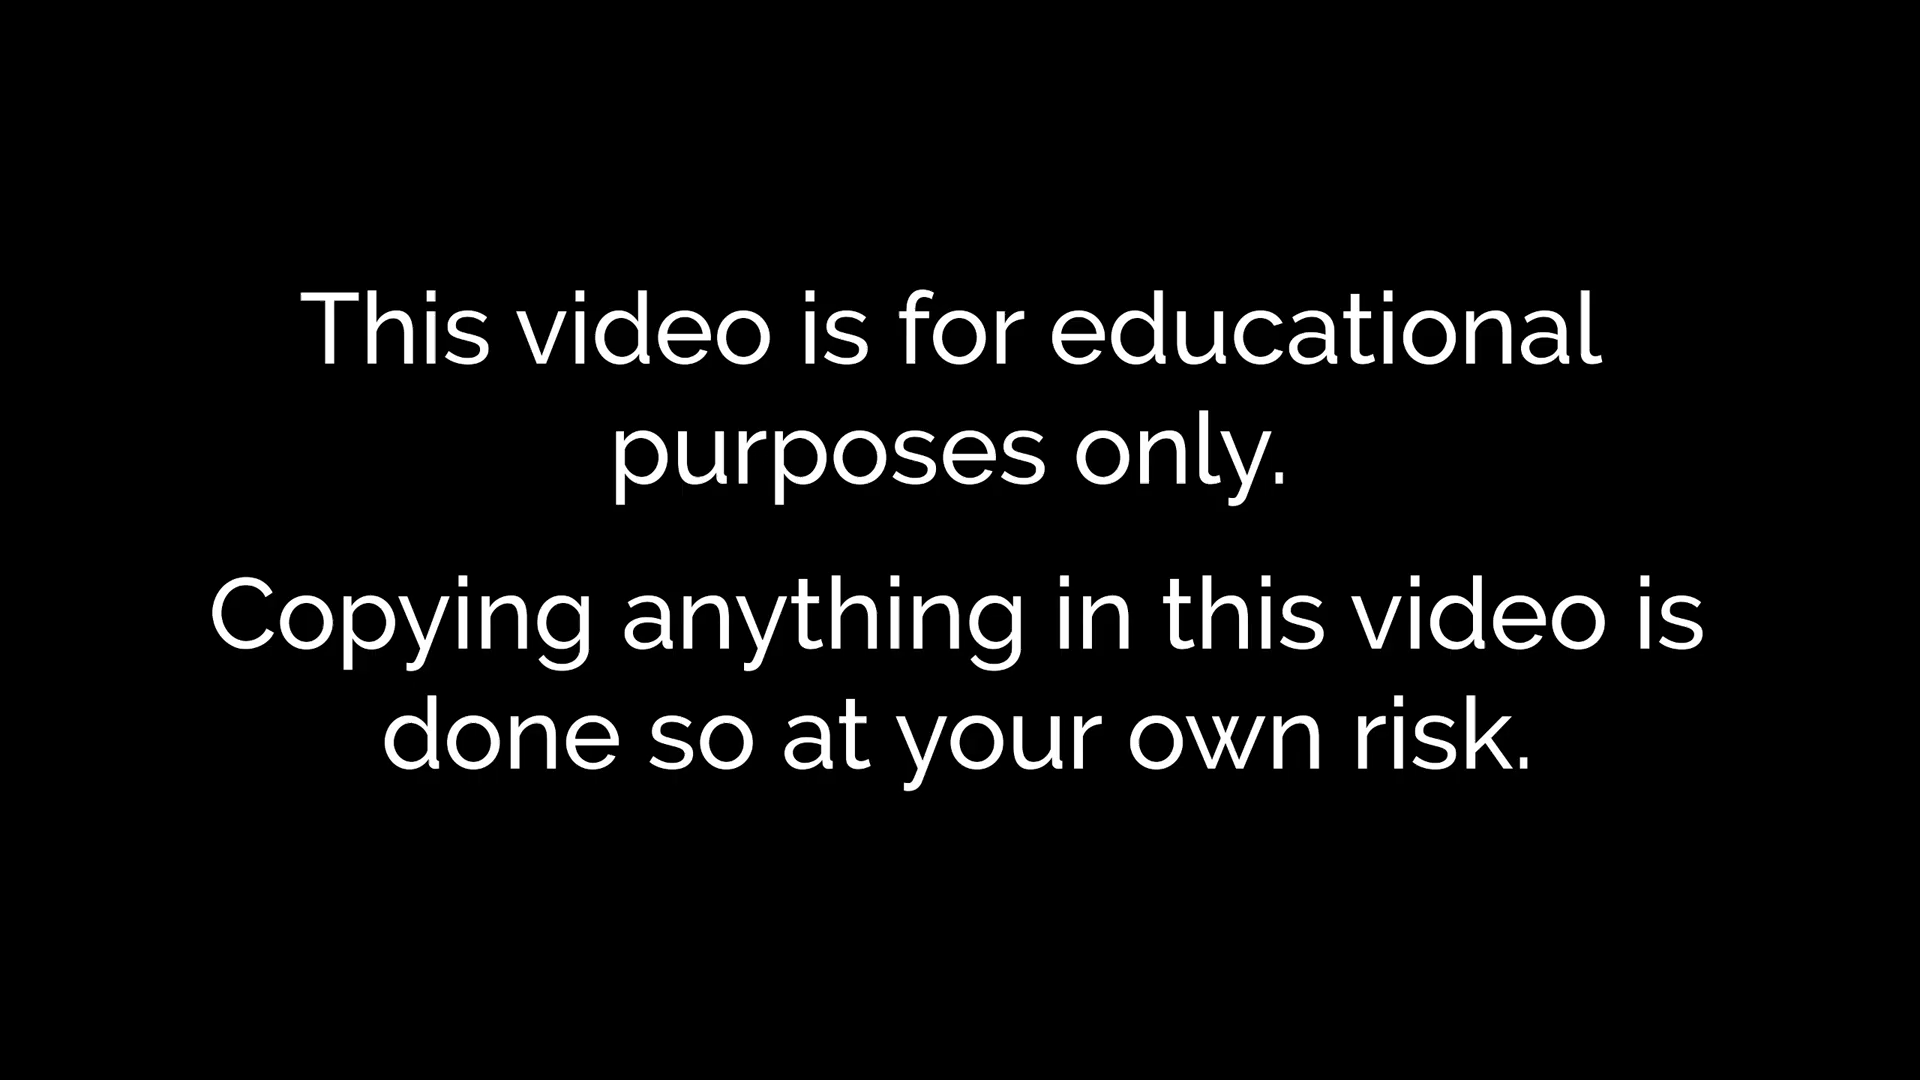 This video is for educational
purposes only.
Copying anything in this video is
done so at your own risk.